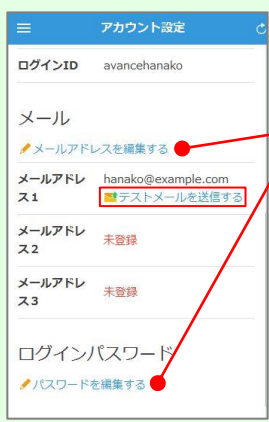 アカウント設定
ログインID avancehanako
メール
メールアドレスを編集する
メールアドレ hanako@example.com
ス1 テストメールを送信する
メールアドレ
ス2 未登録
メールアドレ
ス3 未登録
ログインパスワード
パスワードを編集する